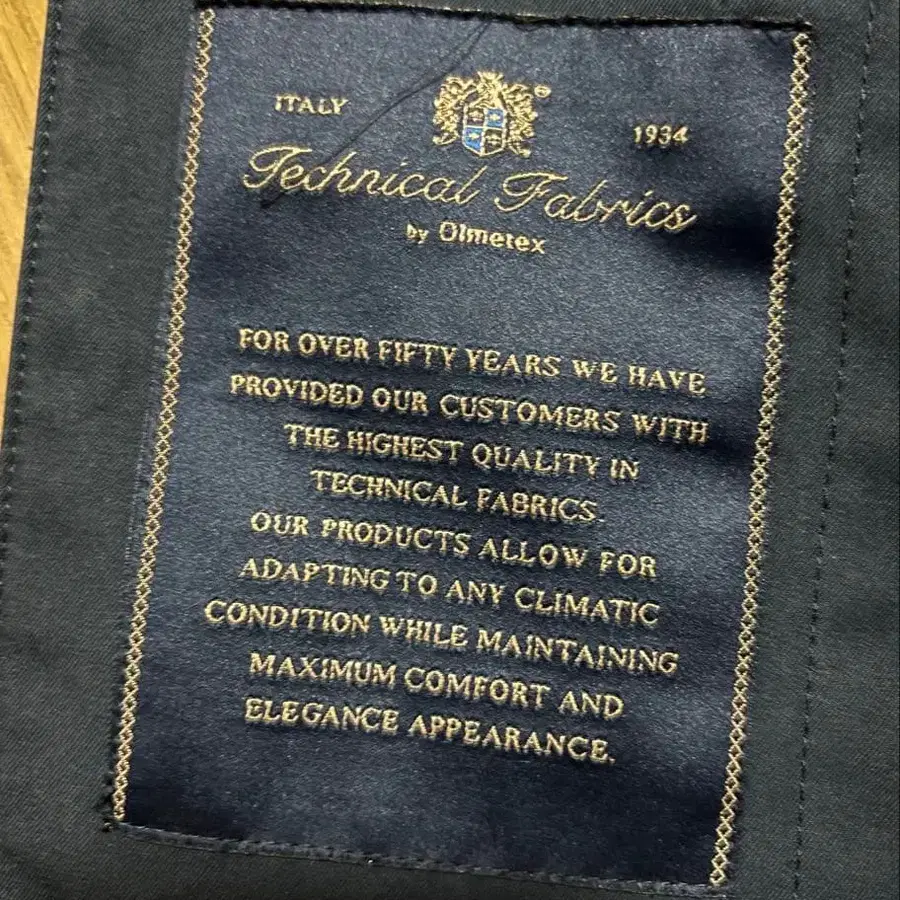 ITALY
1934
Technical Fabrics
by Olmetex
FOR OVER FIFTY YEARS WE HAVE
PROVIDED OUR CUSTOMERS WITH
THE HIGHEST QUALITY IN
TECHNICAL FABRICS.
OUR PRODUCTS ALLOW FOR
ADAPTING TO ANY CLIMATIC
CONDITION WHILE MAINTAINING
MAXIMUM COMFORT AND
ELEGANCE APPEARANCE.